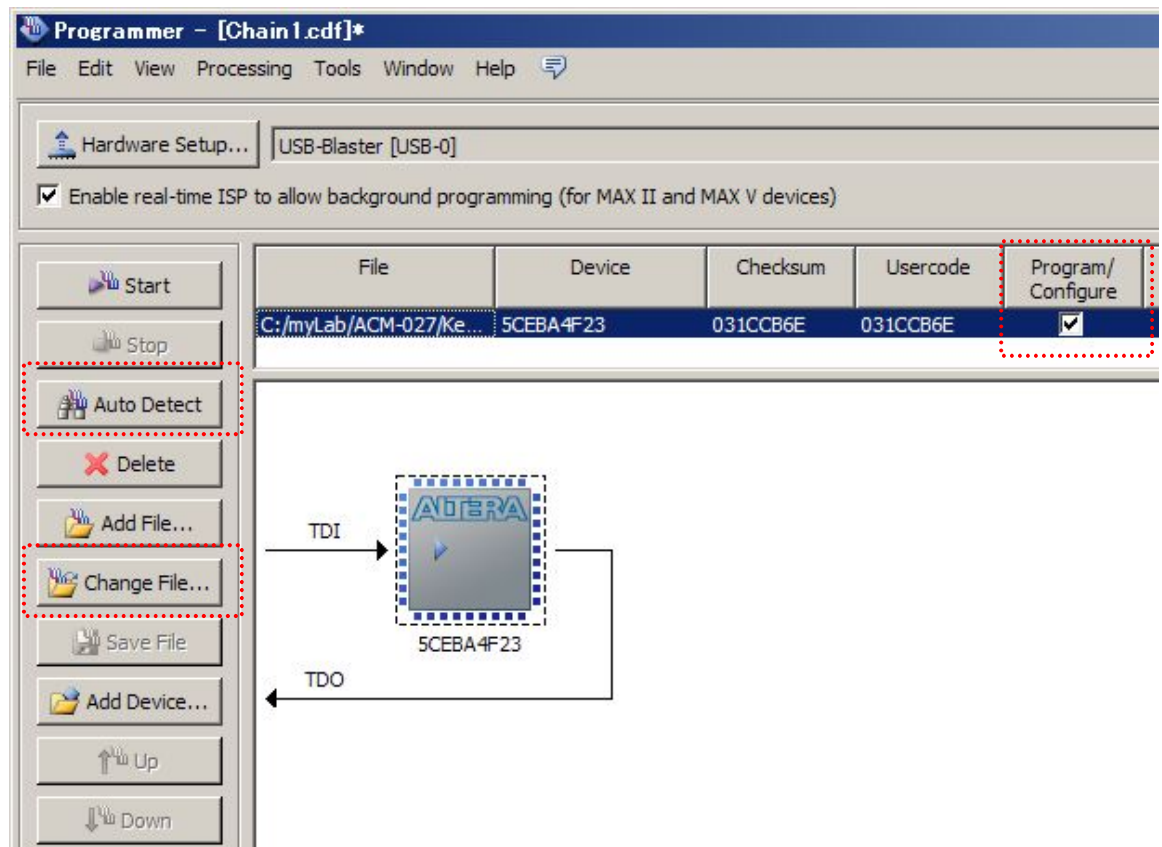 Programmer - [Chain1.cdf]*
File Edit View Processing Tools Window Help
Hardware Setup... USB-Blaster [USB-0]
Enable real-time ISP to allow background programming (for MAX II and MAX V devices)
Start
Stop
Auto Detect
Delete
Add File...
Change File...
Save File
Add Device...
Up
Down
File Device Checksum Usercode Program/
Configure
C:/myLab/ACM-027/Ke... 5CEBA4F23 031CCB6E 031CCB6E
TDI
ALTERA
5CEBA4F23
TDO